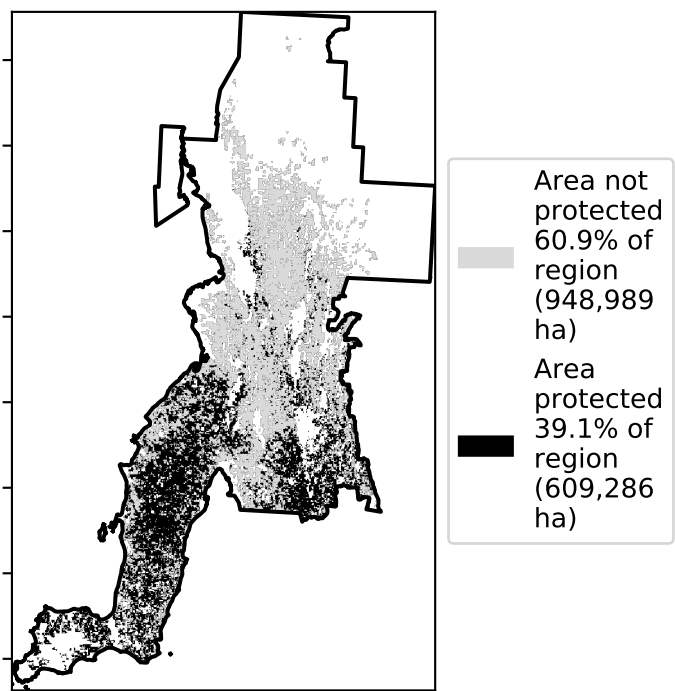 Area not
protected
60.9% of
region
(948,989
ha)
Area
protected
39.1% of
region
(609,286
ha)